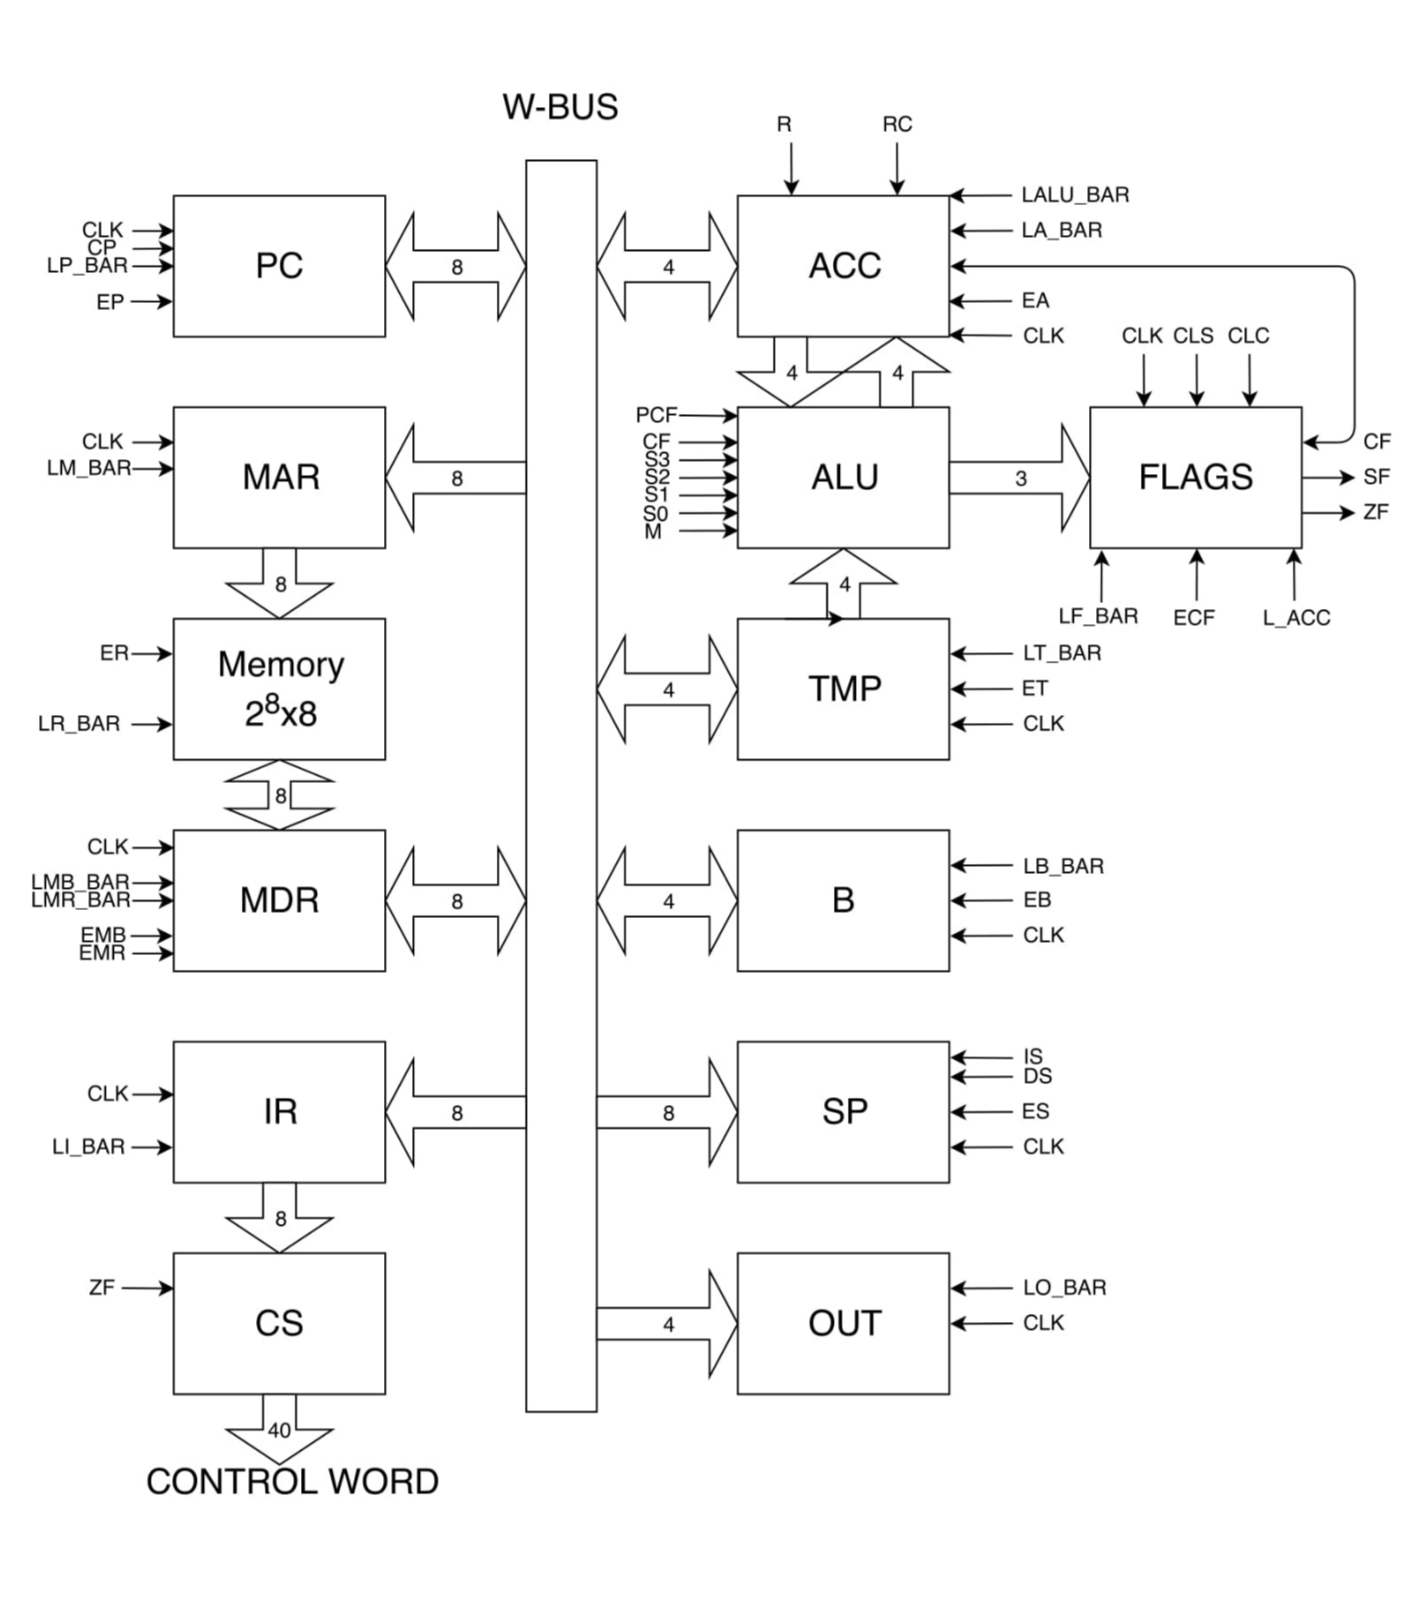 W-BUS
R
RC
CLK
CP
LP_BAR
EP
PC
8
4
ACC
LALU_BAR
LA_BAR
EA
CLK
CLK
CLS
CLC
4
4
CLK
LM_BAR
MAR
8
PCF
CF
S3
S2
S1
S0
M
ALU
3
FLAGS
CF
SF
ZF
LF_BAR
ECF
L_ACC
8
4
ER
LR_BAR
Memory
2⁸x8
4
TMP
LT_BAR
ET
CLK
8
CLK
LMB_BAR
LMR_BAR
EMB
EMR
MDR
8
4
B
LB_BAR
EB
CLK
CLK
LI_BAR
IR
8
8
SP
IS
DS
ES
CLK
8
ZF
CS
4
OUT
LO_BAR
CLK
40
CONTROL WORD